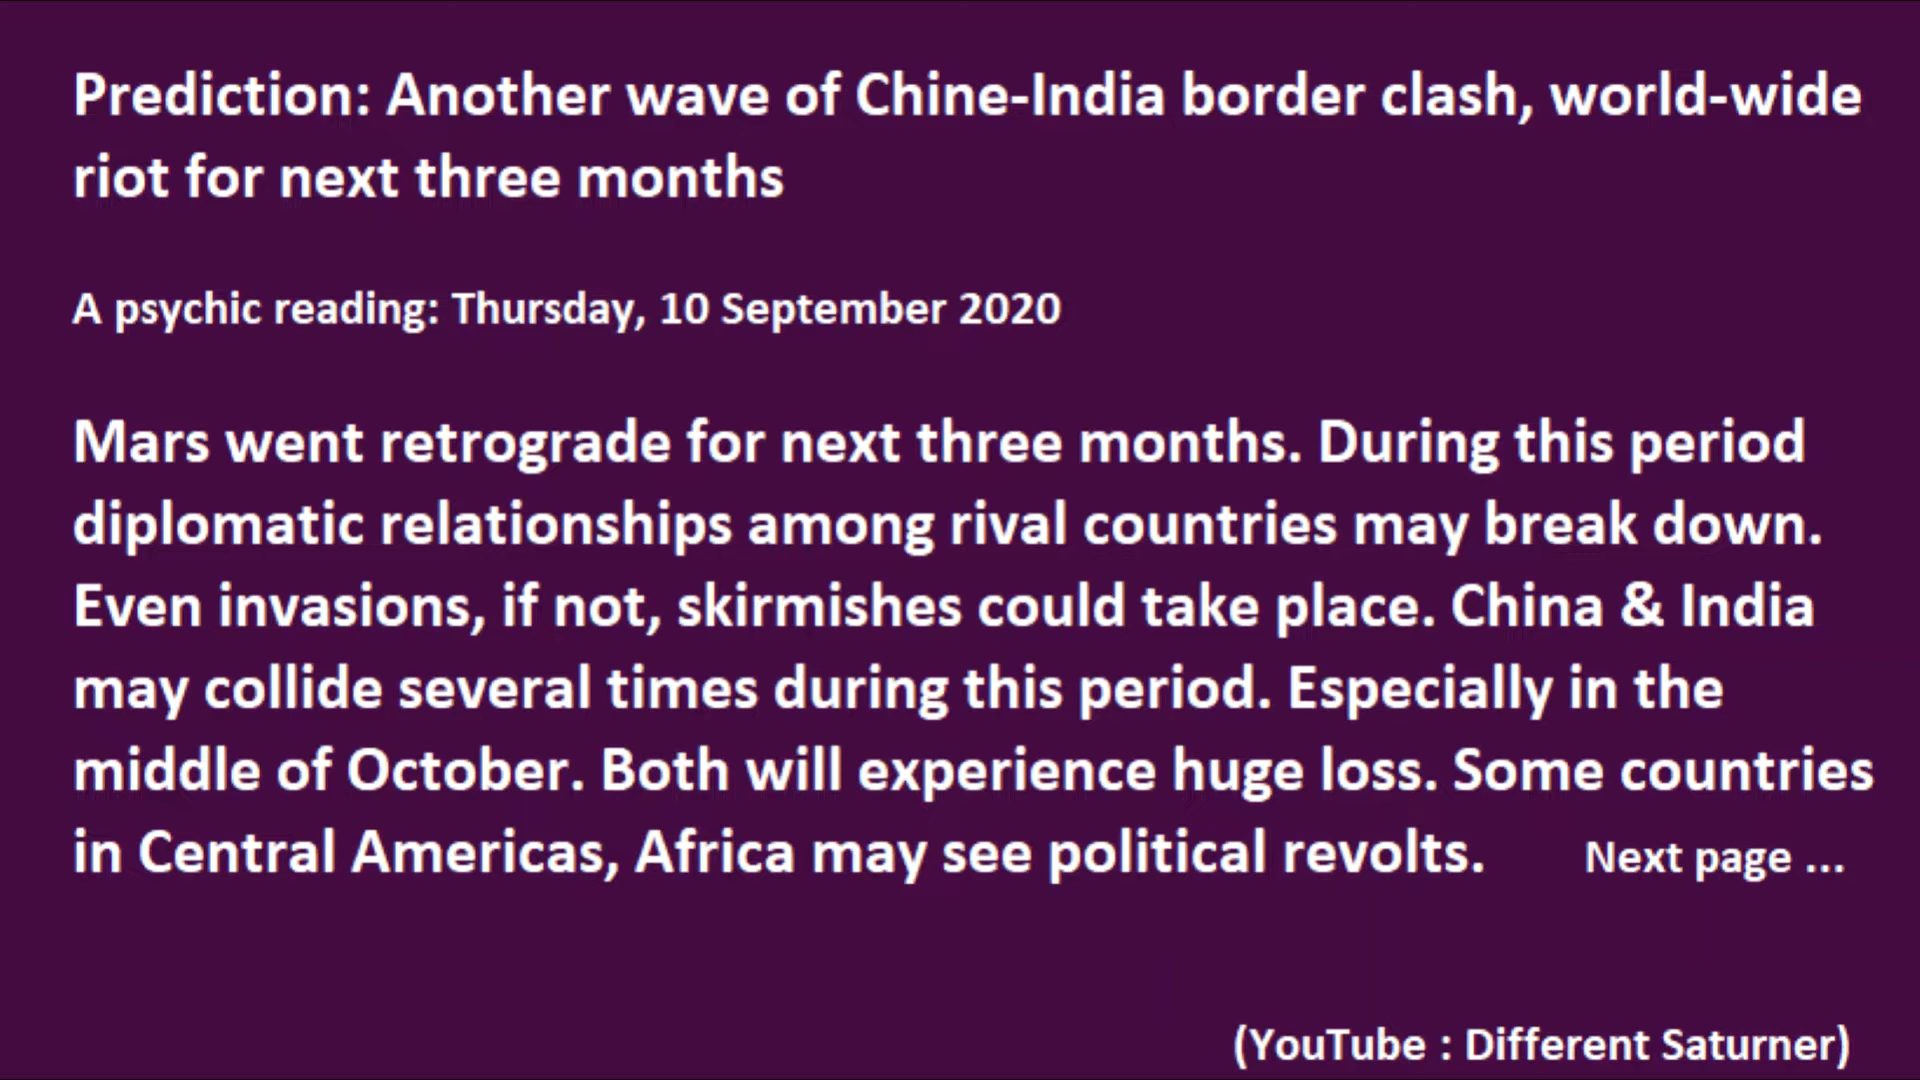 Prediction: Another wave of Chine-India border clash, world-wide
riot for next three months
A psychic reading: Thursday, 10 September 2020
Mars went retrograde for next three months. During this period
diplomatic relationships among rival countries may break down.
Even invasions, if not, skirmishes could take place. China & India
may collide several times during this period. Especially in the
middle of October. Both will experience huge loss. Some countries
in Central Americas, Africa may see political revolts. Next page ...
(YouTube : Different Saturner)